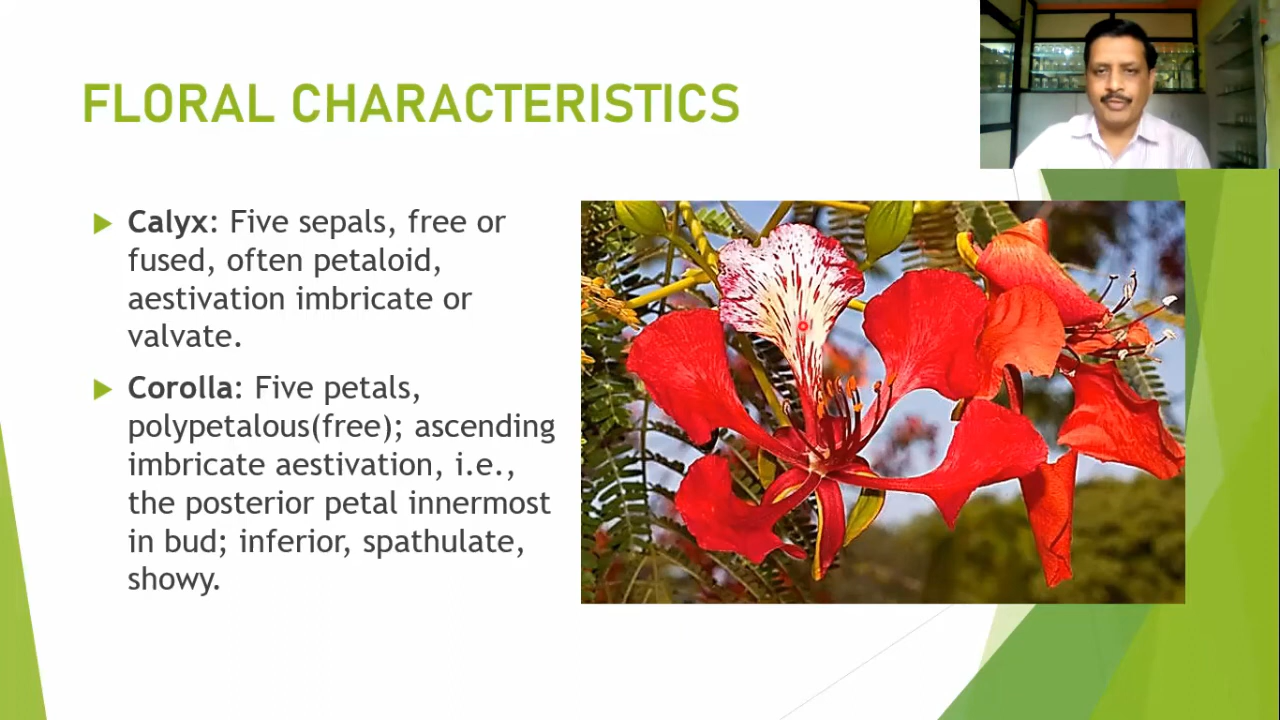 FLORAL CHARACTERISTICS
Calyx: Five sepals, free or
fused, often petaloid,
aestivation imbricate or
valvate.
Corolla: Five petals,
polypetalous(free); ascending
imbricate aestivation, i.e.,
the posterior petal innermost
in bud; inferior, spathulate,
showy.